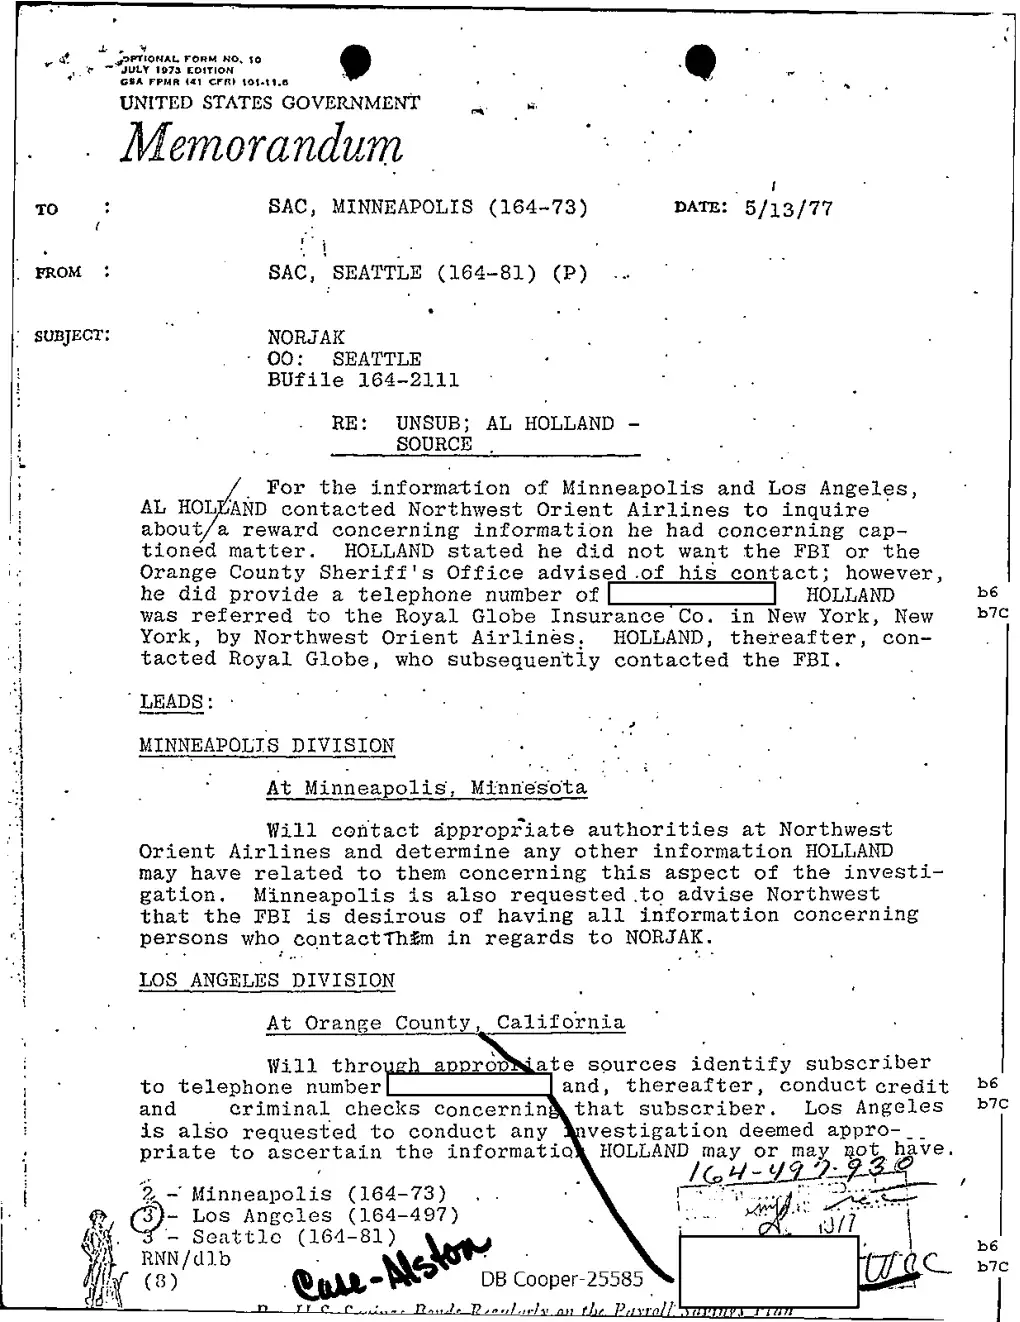 OPTIONAL FORM NO. 10
JULY 1973 EDITION
GSA FPMR (41 CFR) 101-11.6
UNITED STATES GOVERNMENT
Memorandum
TO : SAC, MINNEAPOLIS (164-73) DATE: 5/13/77
FROM : SAC, SEATTLE (164-81) (P)
SUBJECT: NORJAK
OO: SEATTLE
BUfile 164-2111
RE: UNSUB; AL HOLLAND -
SOURCE
For the information of Minneapolis and Los Angeles,
AL HOLLAND contacted Northwest Orient Airlines to inquire
about a reward concerning information he had concerning cap-
tioned matter. HOLLAND stated he did not want the FBI or the
Orange County Sheriff's Office advised of his contact; however,
he did provide a telephone number of HOLLAND b6
was referred to the Royal Globe Insurance Co. in New York, New b7C
York, by Northwest Orient Airlines. HOLLAND, thereafter, con-
tacted Royal Globe, who subsequently contacted the FBI.
LEADS:
MINNEAPOLIS DIVISION
At Minneapolis, Minnesota
Will contact appropriate authorities at Northwest
Orient Airlines and determine any other information HOLLAND
may have related to them concerning this aspect of the investi-
gation. Minneapolis is also requested to advise Northwest
that the FBI is desirous of having all information concerning
persons who contact Them in regards to NORJAK.
LOS ANGELES DIVISION
At Orange County, California
Will through appropriate sources identify subscriber
to telephone number and, thereafter, conduct credit b6
and criminal checks concerning that subscriber. Los Angeles b7C
is also requested to conduct any investigation deemed appro-
priate to ascertain the information HOLLAND may or may not have.
164-497-930
2 - Minneapolis (164-73)
3 - Los Angeles (164-497)
3 - Seattle (164-81)
RNN/dlb b6
(8) b7C
Case-Alston
DB Cooper-25585
Buy U.S. Savings Bonds Regularly on the Payroll Savings Plan